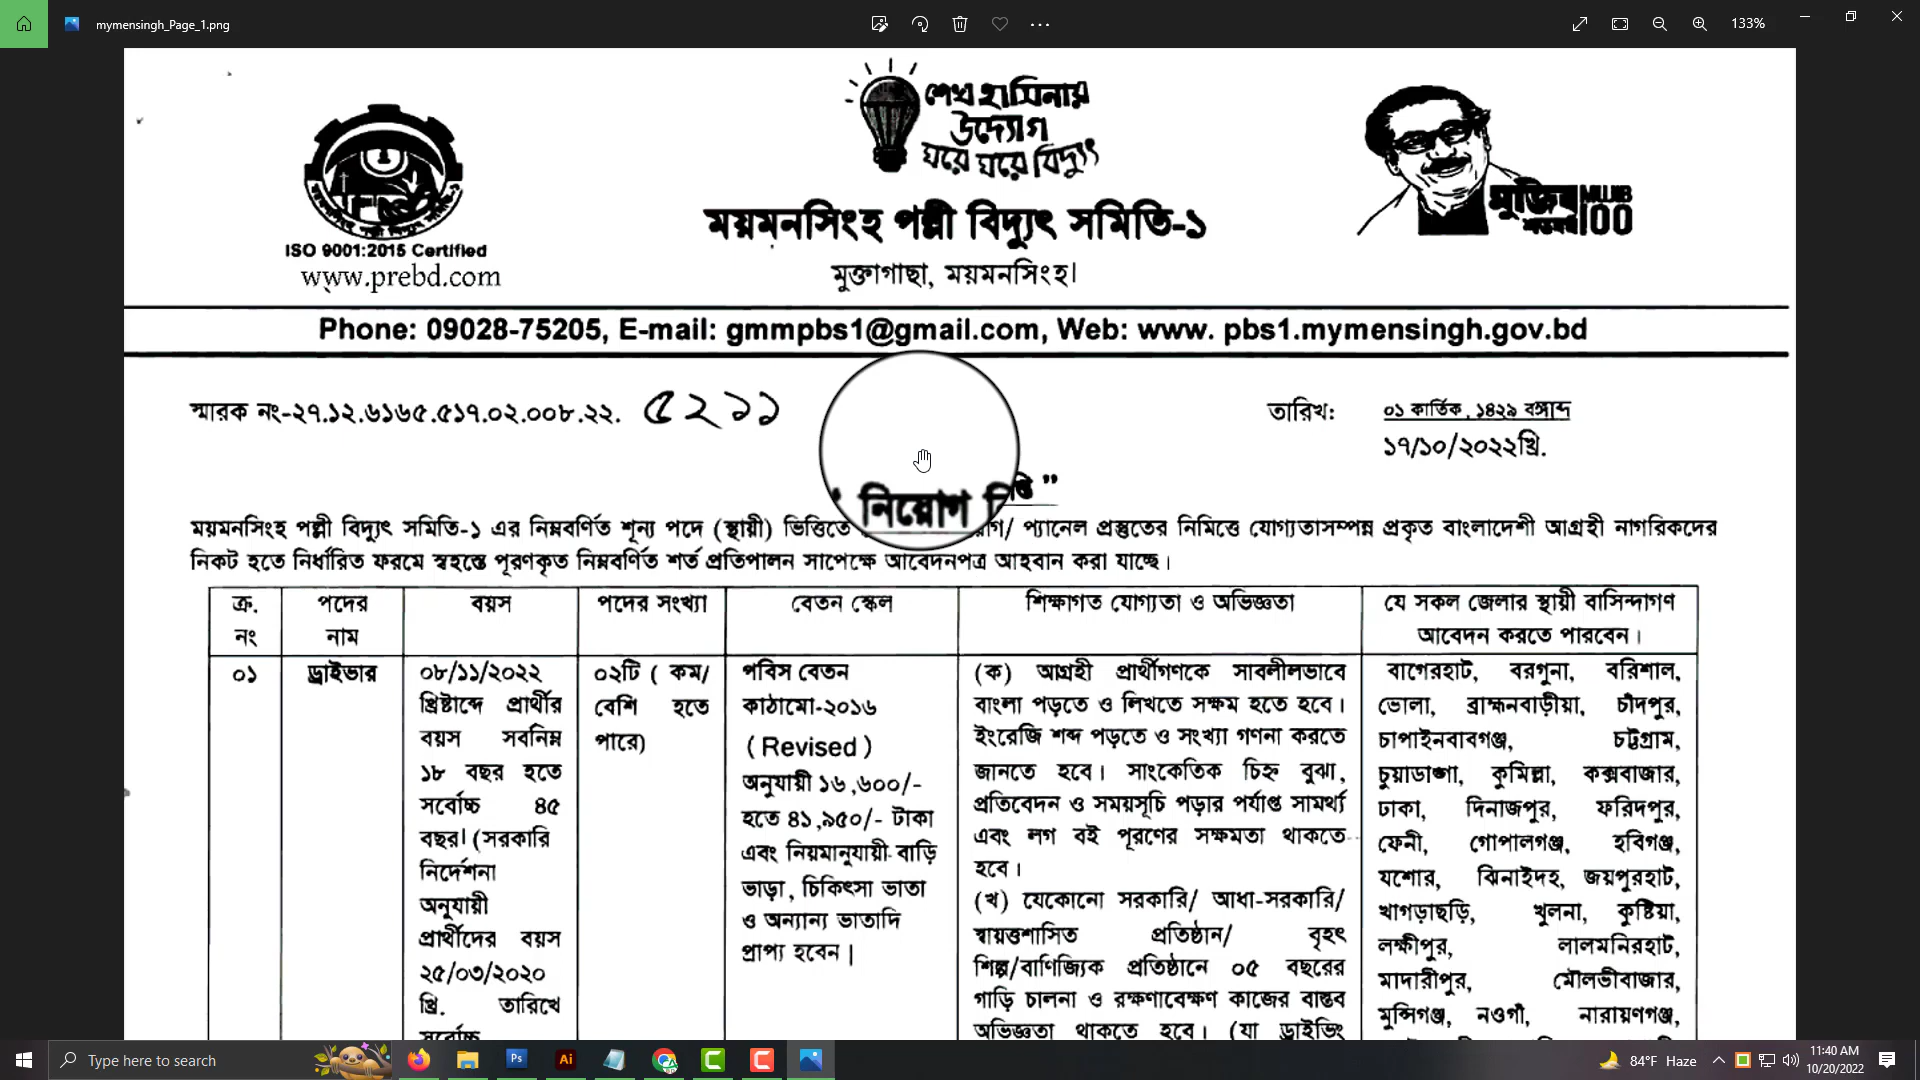 mymensingh_Page_1.png
133%
শেখ হাসিনার
উদ্যোগ
ঘরে ঘরে বিদ্যুৎ
ময়মনসিংহ পল্লী বিদ্যুৎ সমিতি-১
মুক্তাগাছা, ময়মনসিংহ।
ISO 9001:2015 Certified
www.prebd.com
মুজিব MUJIB
শতবর্ষ 100
Phone: 09028-75205, E-mail: gmmpbs1@gmail.com, Web: www. pbs1.mymensingh.gov.bd
স্মারক নং-২৭.১২.৬১৬৫.৫১৭.০২.০০৮.২২. ৫২১১
তারিখ: ০১ কার্তিক, ১৪২৯ বঙ্গাব্দ
১৭/১০/২০২২খ্রি.
“ নিয়োগ ”
ময়মনসিংহ পল্লী বিদ্যুৎ সমিতি-১ এর নিম্নবর্ণিত শূন্য পদে (স্থায়ী) ভিত্তিতে / প্যানেল প্রস্তুতের নিমিত্তে যোগ্যতাসম্পন্ন প্রকৃত বাংলাদেশী আগ্রহী নাগরিকদের
নিকট হতে নির্ধারিত ফরমে স্বহস্তে পূরণকৃত নিম্নবর্ণিত শর্ত প্রতিপালন সাপেক্ষে আবেদনপত্র আহবান করা যাচ্ছে।
ক্র.
নং
পদের
নাম
বয়স
পদের সংখ্যা
বেতন স্কেল
শিক্ষাগত যোগ্যতা ও অভিজ্ঞতা
যে সকল জেলার স্থায়ী বাসিন্দাগণ
আবেদন করতে পারবেন।
০১
ড্রাইভার
০৮/১১/২০২২
খ্রিষ্টাব্দে প্রার্থীর
বয়স সবনিম্ন
১৮ বছর হতে
সর্বোচ্চ ৪৫
বছর। (সরকারি
নির্দেশনা
অনুযায়ী
প্রার্থীদের বয়স
২৫/০৩/২০২০
খ্রি. তারিখে
সর্বোচ্চ
০২টি ( কম/
বেশি হতে
পারে)
পবিস বেতন
কাঠামো-২০১৬
( Revised )
অনুযায়ী ১৬,৬০০/-
হতে ৪১,৯৫০/- টাকা
এবং নিয়মানুযায়ী বাড়ি
ভাড়া, চিকিৎসা ভাতা
ও অন্যান্য ভাতাদি
প্রাপ্য হবেন।
(ক) আগ্রহী প্রার্থীগণকে সাবলীলভাবে
বাংলা পড়তে ও লিখতে সক্ষম হতে হবে।
ইংরেজি শব্দ পড়তে ও সংখ্যা গণনা করতে
জানতে হবে। সাংকেতিক চিহ্ন বুঝা,
প্রতিবেদন ও সময়সূচি পড়ার পর্যাপ্ত সামর্থ্য
এবং লগ বই পূরণের সক্ষমতা থাকতে
হবে।
(খ) যেকোনো সরকারি/ আধা-সরকারি/
স্বায়ত্তশাসিত প্রতিষ্ঠান/ বৃহৎ
শিল্প/বাণিজ্যিক প্রতিষ্ঠানে ০৫ বছরের
গাড়ি চালনা ও রক্ষণাবেক্ষণ কাজের বাস্তব
অভিজ্ঞতা থাকতে হবে। (যা ড্রাইভিং
বাগেরহাট, বরগুনা, বরিশাল,
ভোলা, ব্রাহ্মনবাড়ীয়া, চাঁদপুর,
চাপাইনবাবগঞ্জ, চট্টগ্রাম,
চুয়াডাঙ্গা, কুমিল্লা, কক্সবাজার,
ঢাকা, দিনাজপুর, ফরিদপুর,
ফেনী, গোপালগঞ্জ, হবিগঞ্জ,
যশোর, ঝিনাইদহ, জয়পুরহাট,
খাগড়াছড়ি, খুলনা, কুষ্টিয়া,
লক্ষীপুর, লালমনিরহাট,
মাদারীপুর, মৌলভীবাজার,
মুন্সিগঞ্জ, নওগাঁ, নারায়ণগঞ্জ,
Type here to search
84°F Haze
11:40 AM
10/20/2022